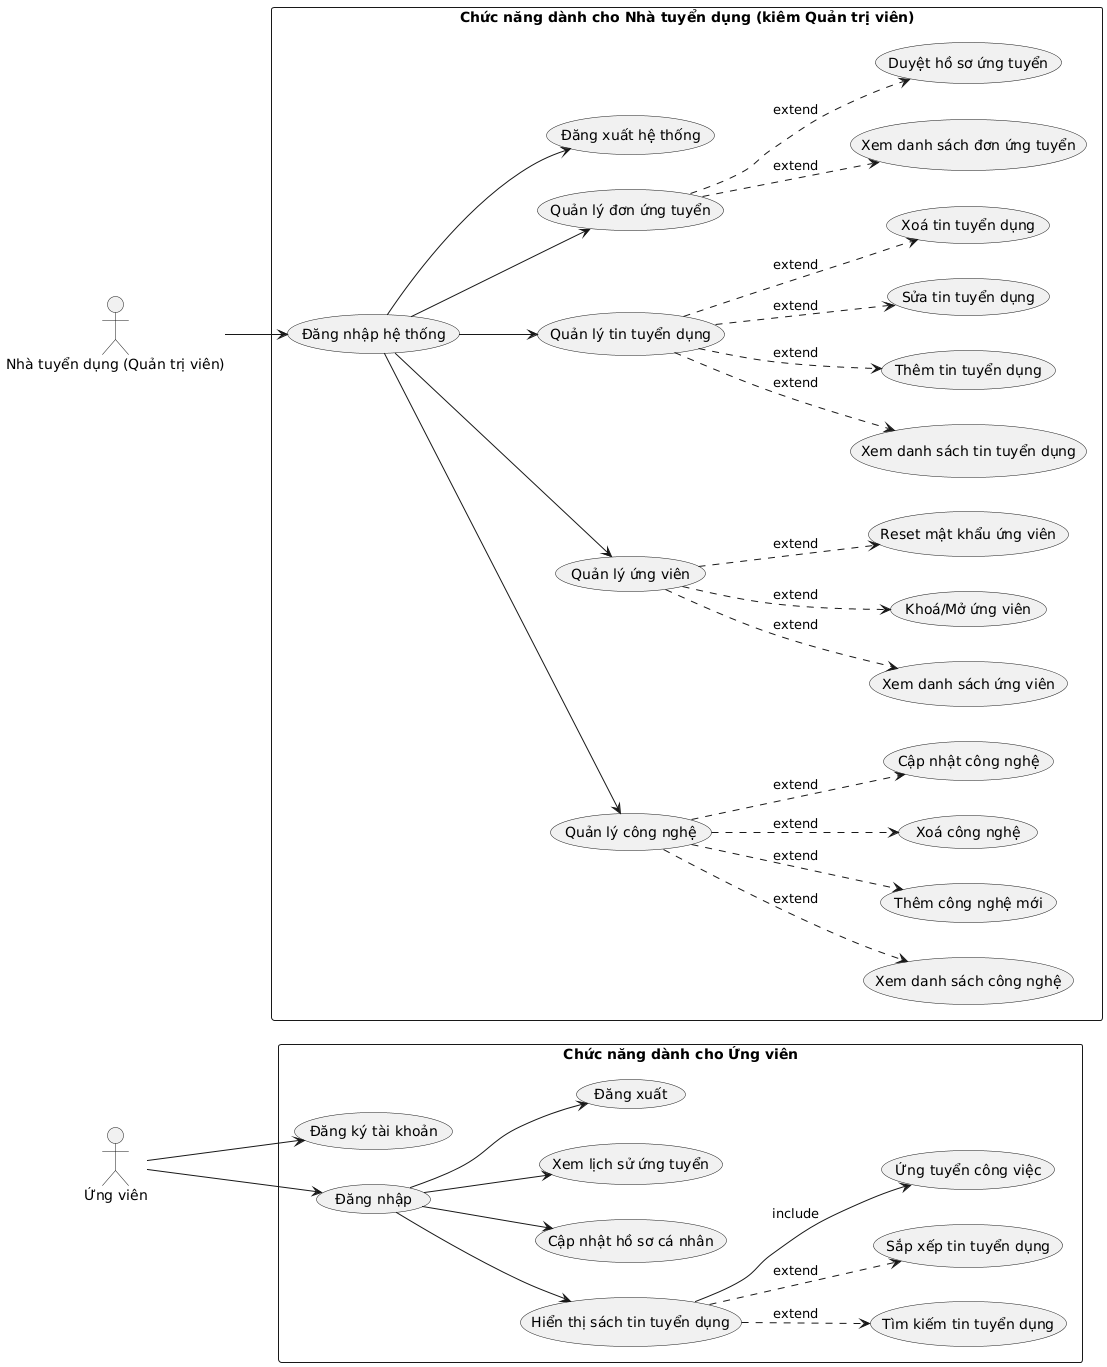 Chức năng dành cho Nhà tuyển dụng (kiêm Quản trị viên)
Duyệt hồ sơ ứng tuyển
extend
Đăng xuất hệ thống
Xem danh sách đơn ứng tuyển
extend
Quản lý đơn ứng tuyển
Xoá tin tuyển dụng
extend
Sửa tin tuyển dụng
extend
Nhà tuyển dụng (Quản trị viên)
Đăng nhập hệ thống
Quản lý tin tuyển dụng
extend
Thêm tin tuyển dụng
extend
Xem danh sách tin tuyển dụng
Reset mật khẩu ứng viên
extend
Quản lý ứng viên
extend
Khoá/Mở ứng viên
extend
Xem danh sách ứng viên
Cập nhật công nghệ
extend
Quản lý công nghệ
extend
Xoá công nghệ
extend
Thêm công nghệ mới
extend
Xem danh sách công nghệ
Chức năng dành cho Ứng viên
Đăng xuất
Đăng ký tài khoản
Xem lịch sử ứng tuyển
Ứng tuyển công việc
Ứng viên
Đăng nhập
include
Cập nhật hồ sơ cá nhân
Sắp xếp tin tuyển dụng
extend
Hiển thị sách tin tuyển dụng
extend
Tìm kiếm tin tuyển dụng